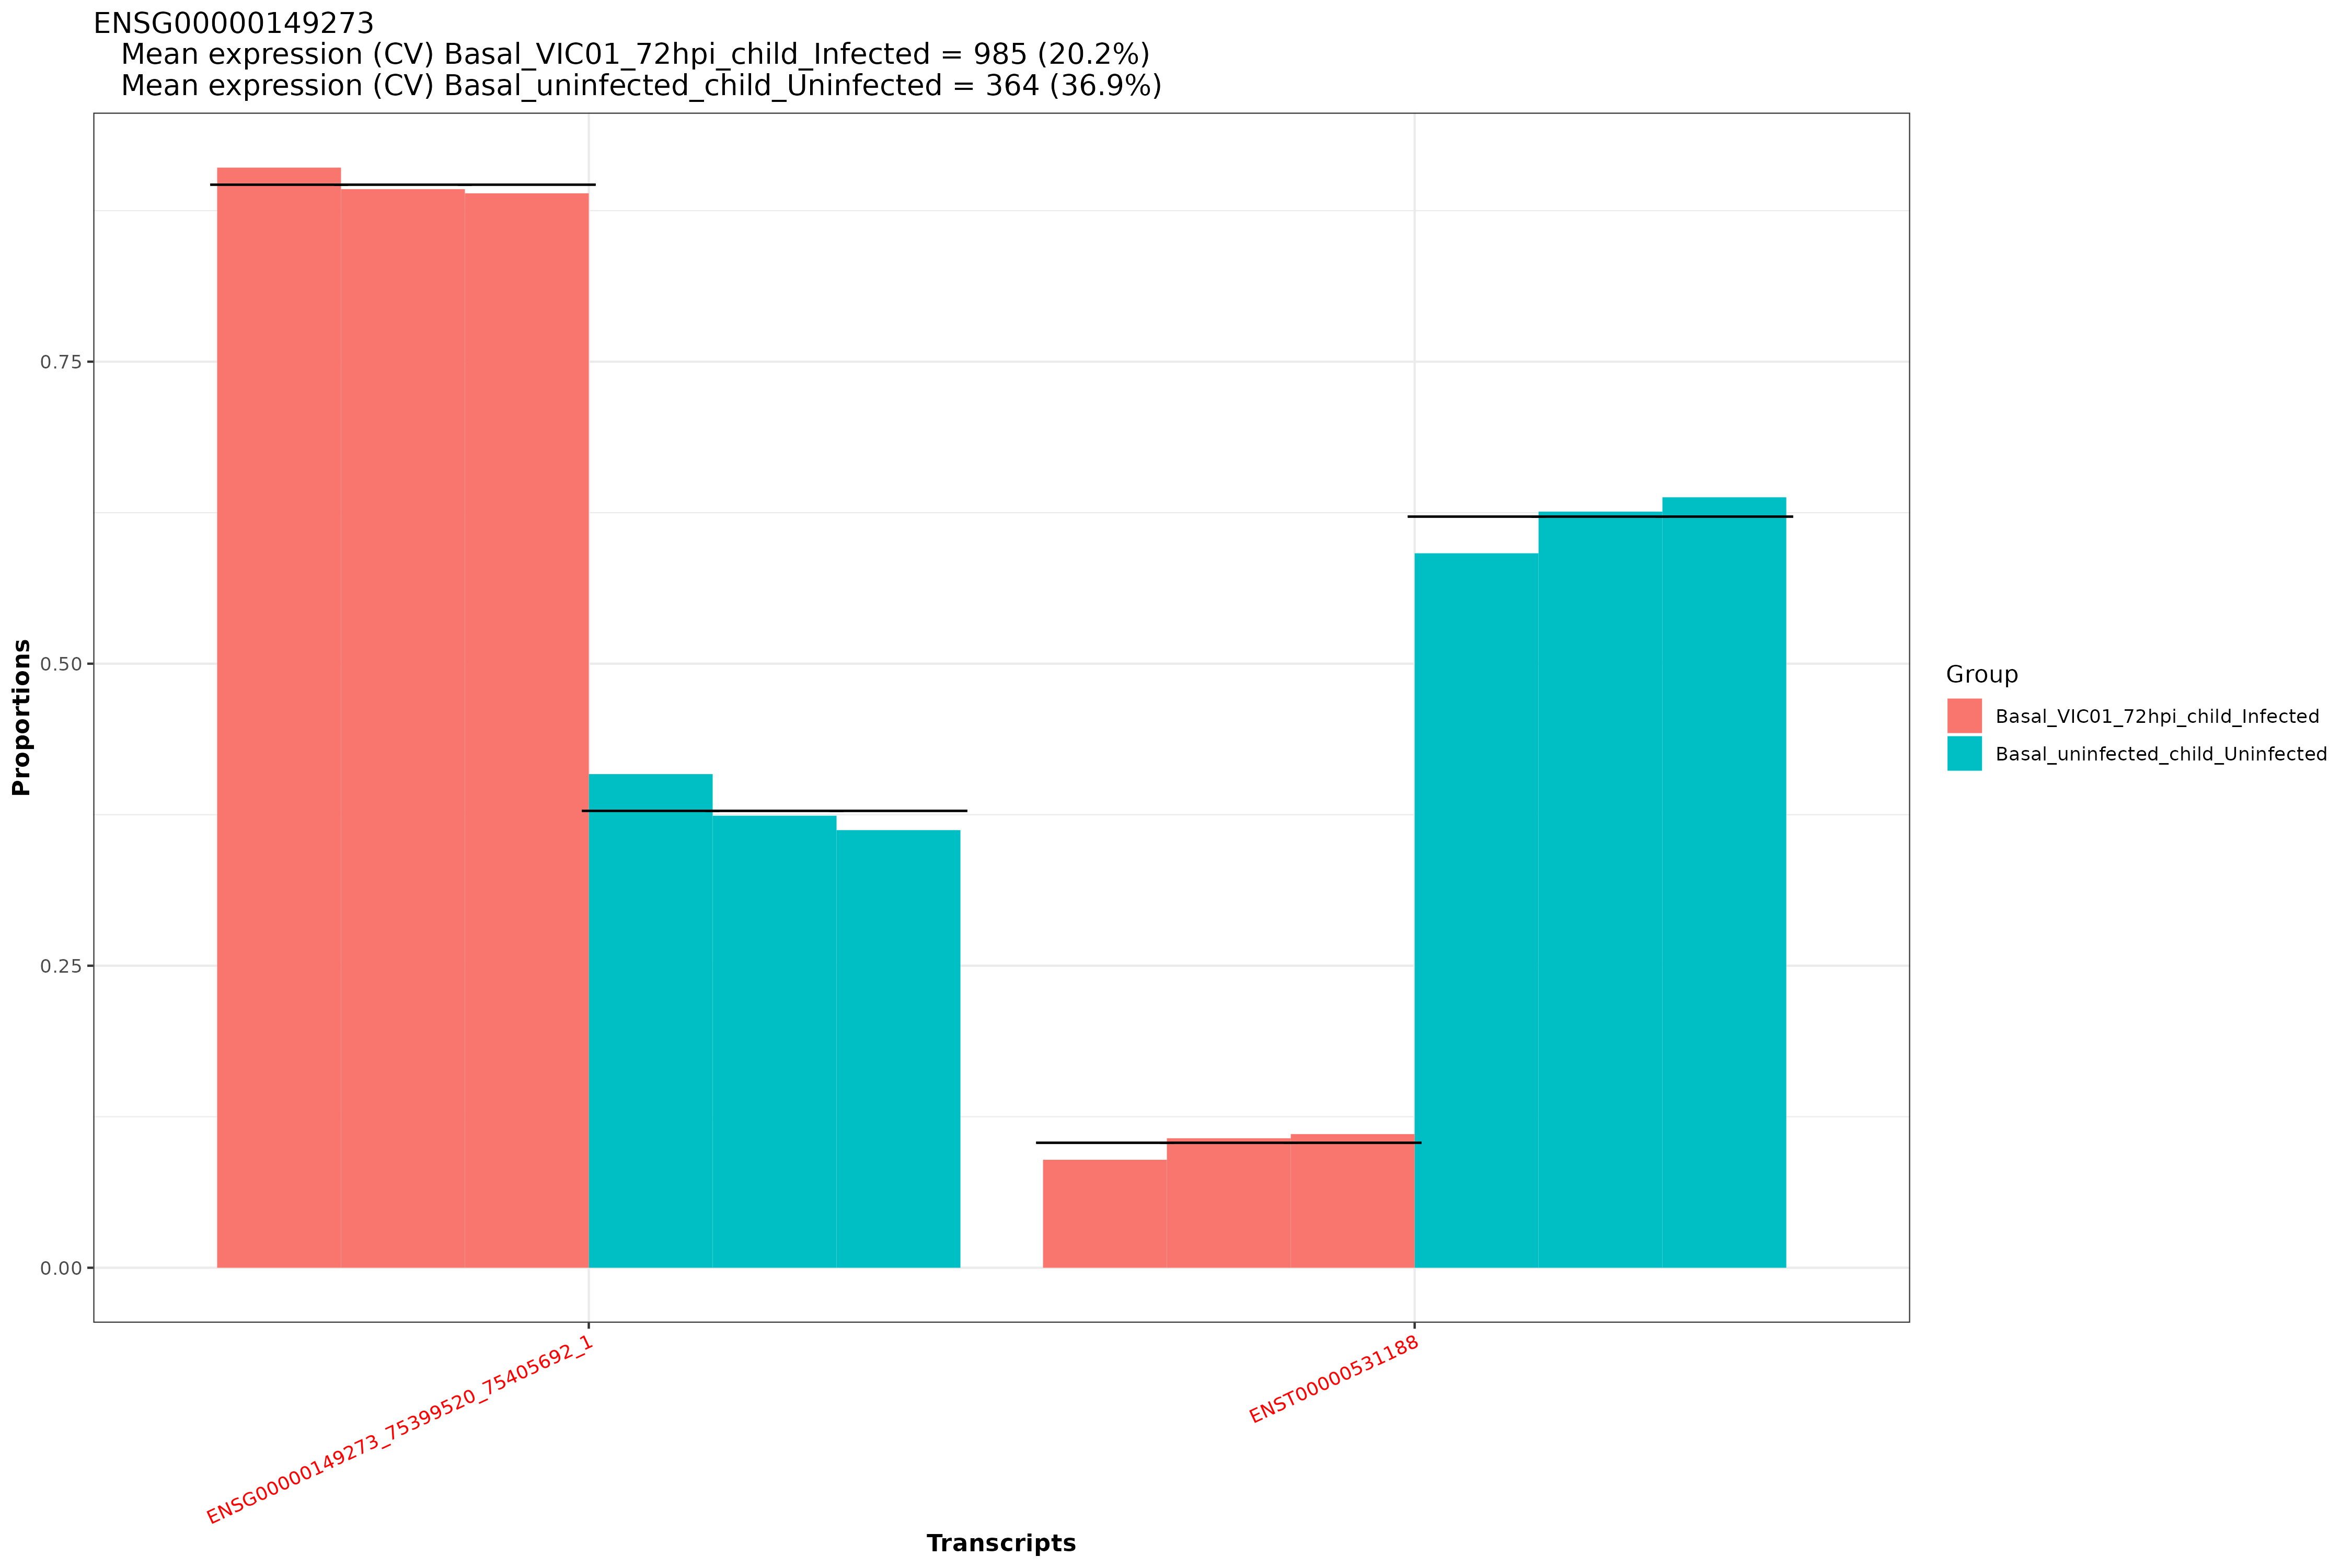 ENSG00000149273
Mean expression (CV) Basal_VIC01_72hpi_child_Infected = 985 (20.2%)
Mean expression (CV) Basal_uninfected_child_Uninfected = 364 (36.9%)
Proportions
0.75
0.50
0.25
0.00
Group
Basal_VIC01_72hpi_child_Infected
Basal_uninfected_child_Uninfected
ENSG00000149273_75399520_75405692_1
ENST00000531188
Transcripts